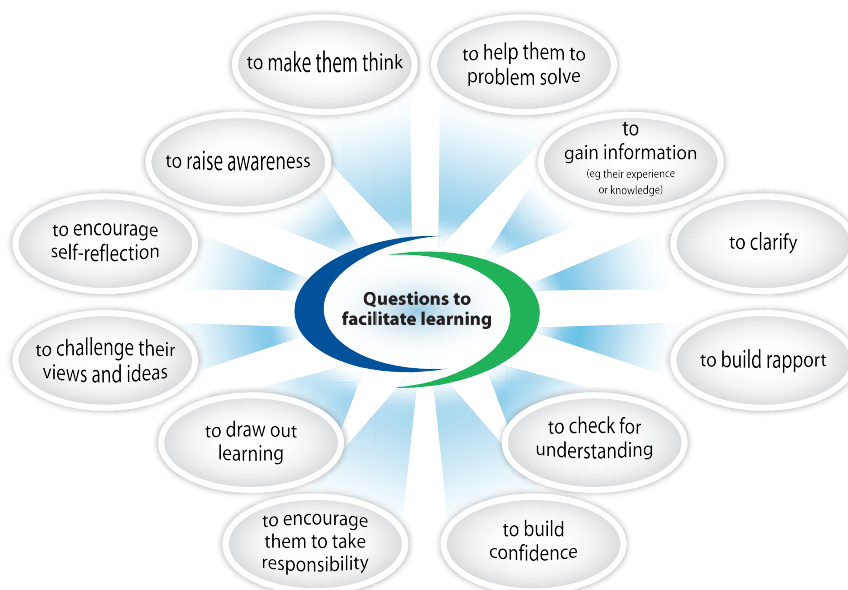 to make them think
to help them to
problem solve
to raise awareness
to
gain information
(eg their experience
or knowledge)
to encourage
self-reflection
to clarify
Questions to
facilitate learning
to challenge their
views and ideas
to build rapport
to draw out
learning
to check for
understanding
to encourage
them to take
responsibility
to build
confidence